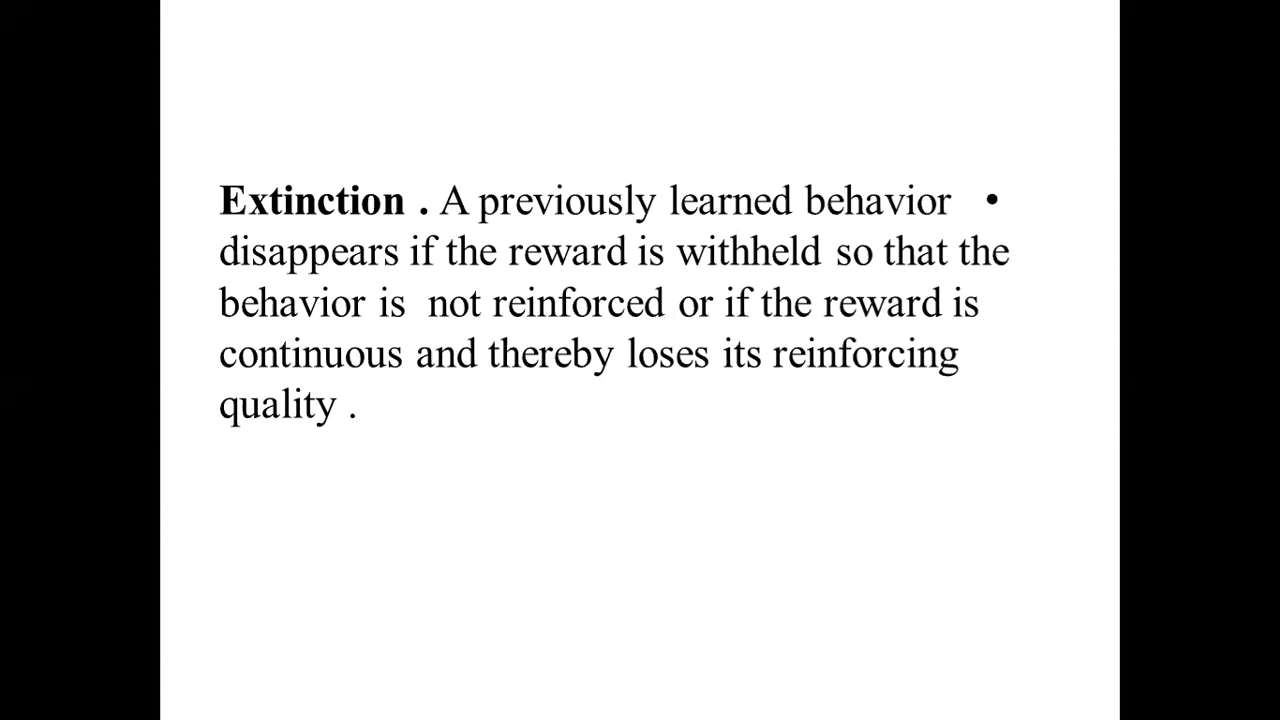 Extinction . A previously learned behavior •
disappears if the reward is withheld so that the
behavior is  not reinforced or if the reward is
continuous and thereby loses its reinforcing
quality .